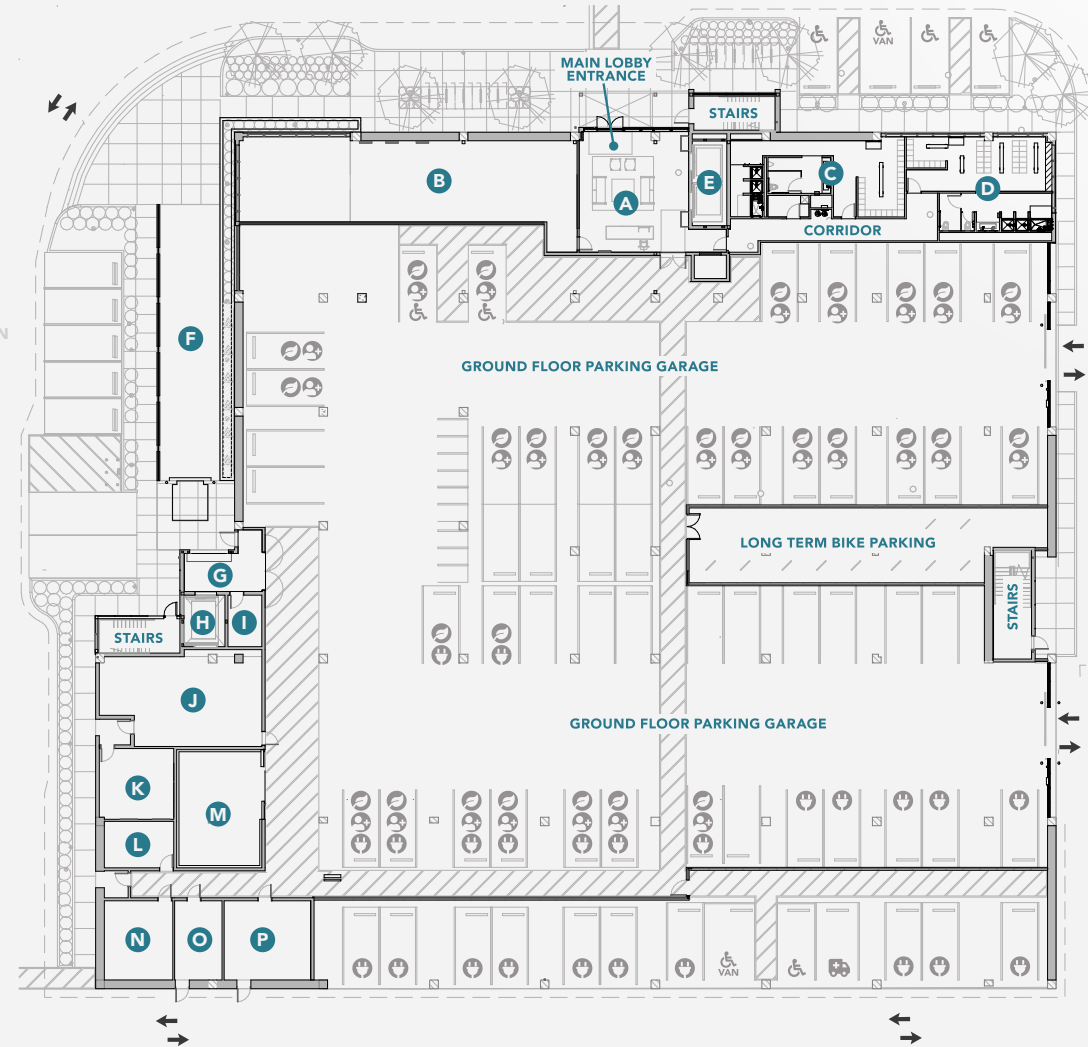 VAN
MAIN LOBBY
ENTRANCE
STAIRS
B
A
E
C
D
CORRIDOR
F
GROUND FLOOR PARKING GARAGE
LONG TERM BIKE PARKING
G
H
I
STAIRS
STAIRS
J
GROUND FLOOR PARKING GARAGE
K
M
L
N
O
P
VAN